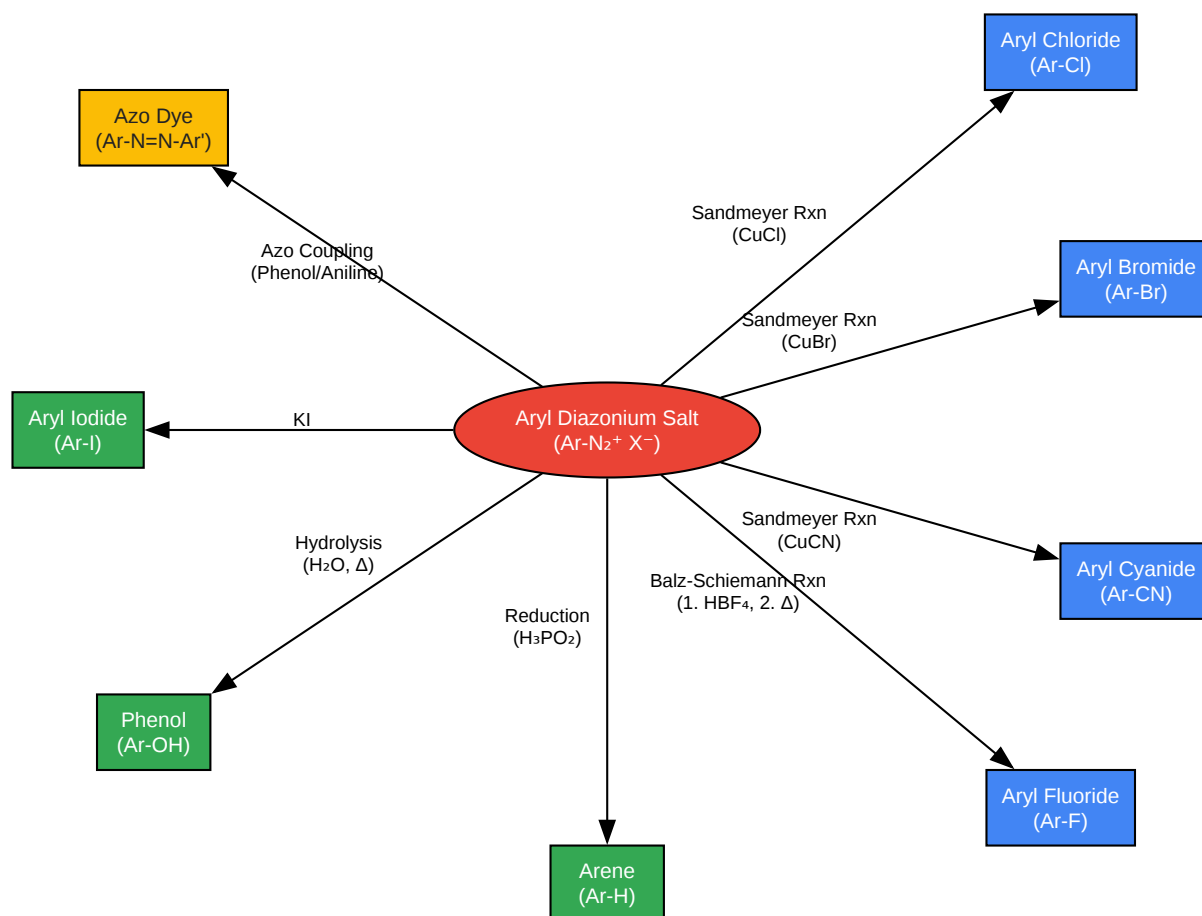 Aryl Chloride
(Ar-Cl)
Azo Dye
(Ar-N=N-Ar')
Sandmeyer Rxn
(CuCl)
Azo Coupling
(Phenol/Aniline)
Aryl Bromide
(Ar-Br)
Sandmeyer Rxn
(CuBr)
Aryl Iodide
(Ar-I)
KI
Aryl Diazonium Salt
(Ar-N₂⁺ X⁻)
Sandmeyer Rxn
(CuCN)
Hydrolysis
(H₂O, Δ)
Balz-Schiemann Rxn
(1. HBF₄, 2. Δ)
Aryl Cyanide
(Ar-CN)
Reduction
(H₃PO₂)
Phenol
(Ar-OH)
Aryl Fluoride
(Ar-F)
Arene
(Ar-H)